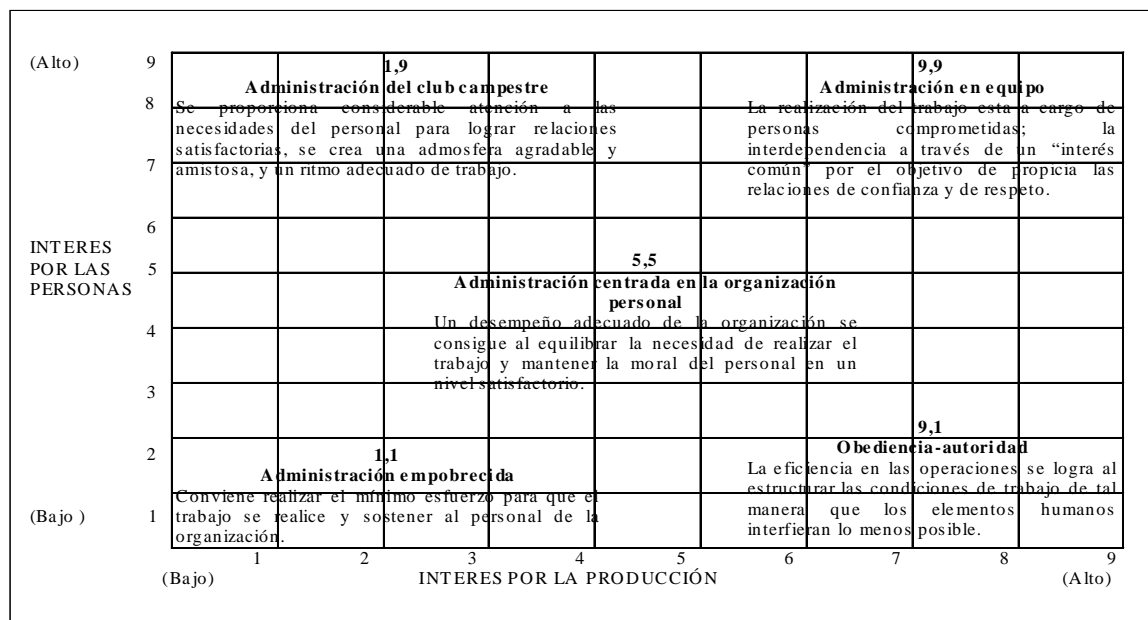 (Alto)
9
8
7
6
INTERES
POR LAS
PERSONAS
5
4
3
2
(Bajo )
1
1,9
Administración del club campestre
Se proporciona considerable atención a las
necesidades del personal para lograr relaciones
satisfactorias, se crea una admosfera agradable y
amistosa, y un ritmo adecuado de trabajo.
9,9
Administración en equipo
La realización del trabajo esta a cargo de
personas comprometidas; la
interdependencia a través de un “interés
común” por el objetivo de propicia las
relaciones de confianza y de respeto.
5,5
Administración centrada en la organización
personal
Un desempeño adecuado de la organización se
consigue al equilibrar la necesidad de realizar el
trabajo y mantener la moral del personal en un
nivel satisfactorio.
1,1
Administración empobrecida
Conviene realizar el mínimo esfuerzo para que el
trabajo se realice y sostener al personal de la
organización.
9,1
Obediencia-autoridad
La eficiencia en las operaciones se logra al
estructurar las condiciones de trabajo de tal
manera que los elementos humanos
interfieran lo menos posible.
1 2 3 4 5 6 7 8 9
(Bajo) INTERES POR LA PRODUCCIÓN (Alto)